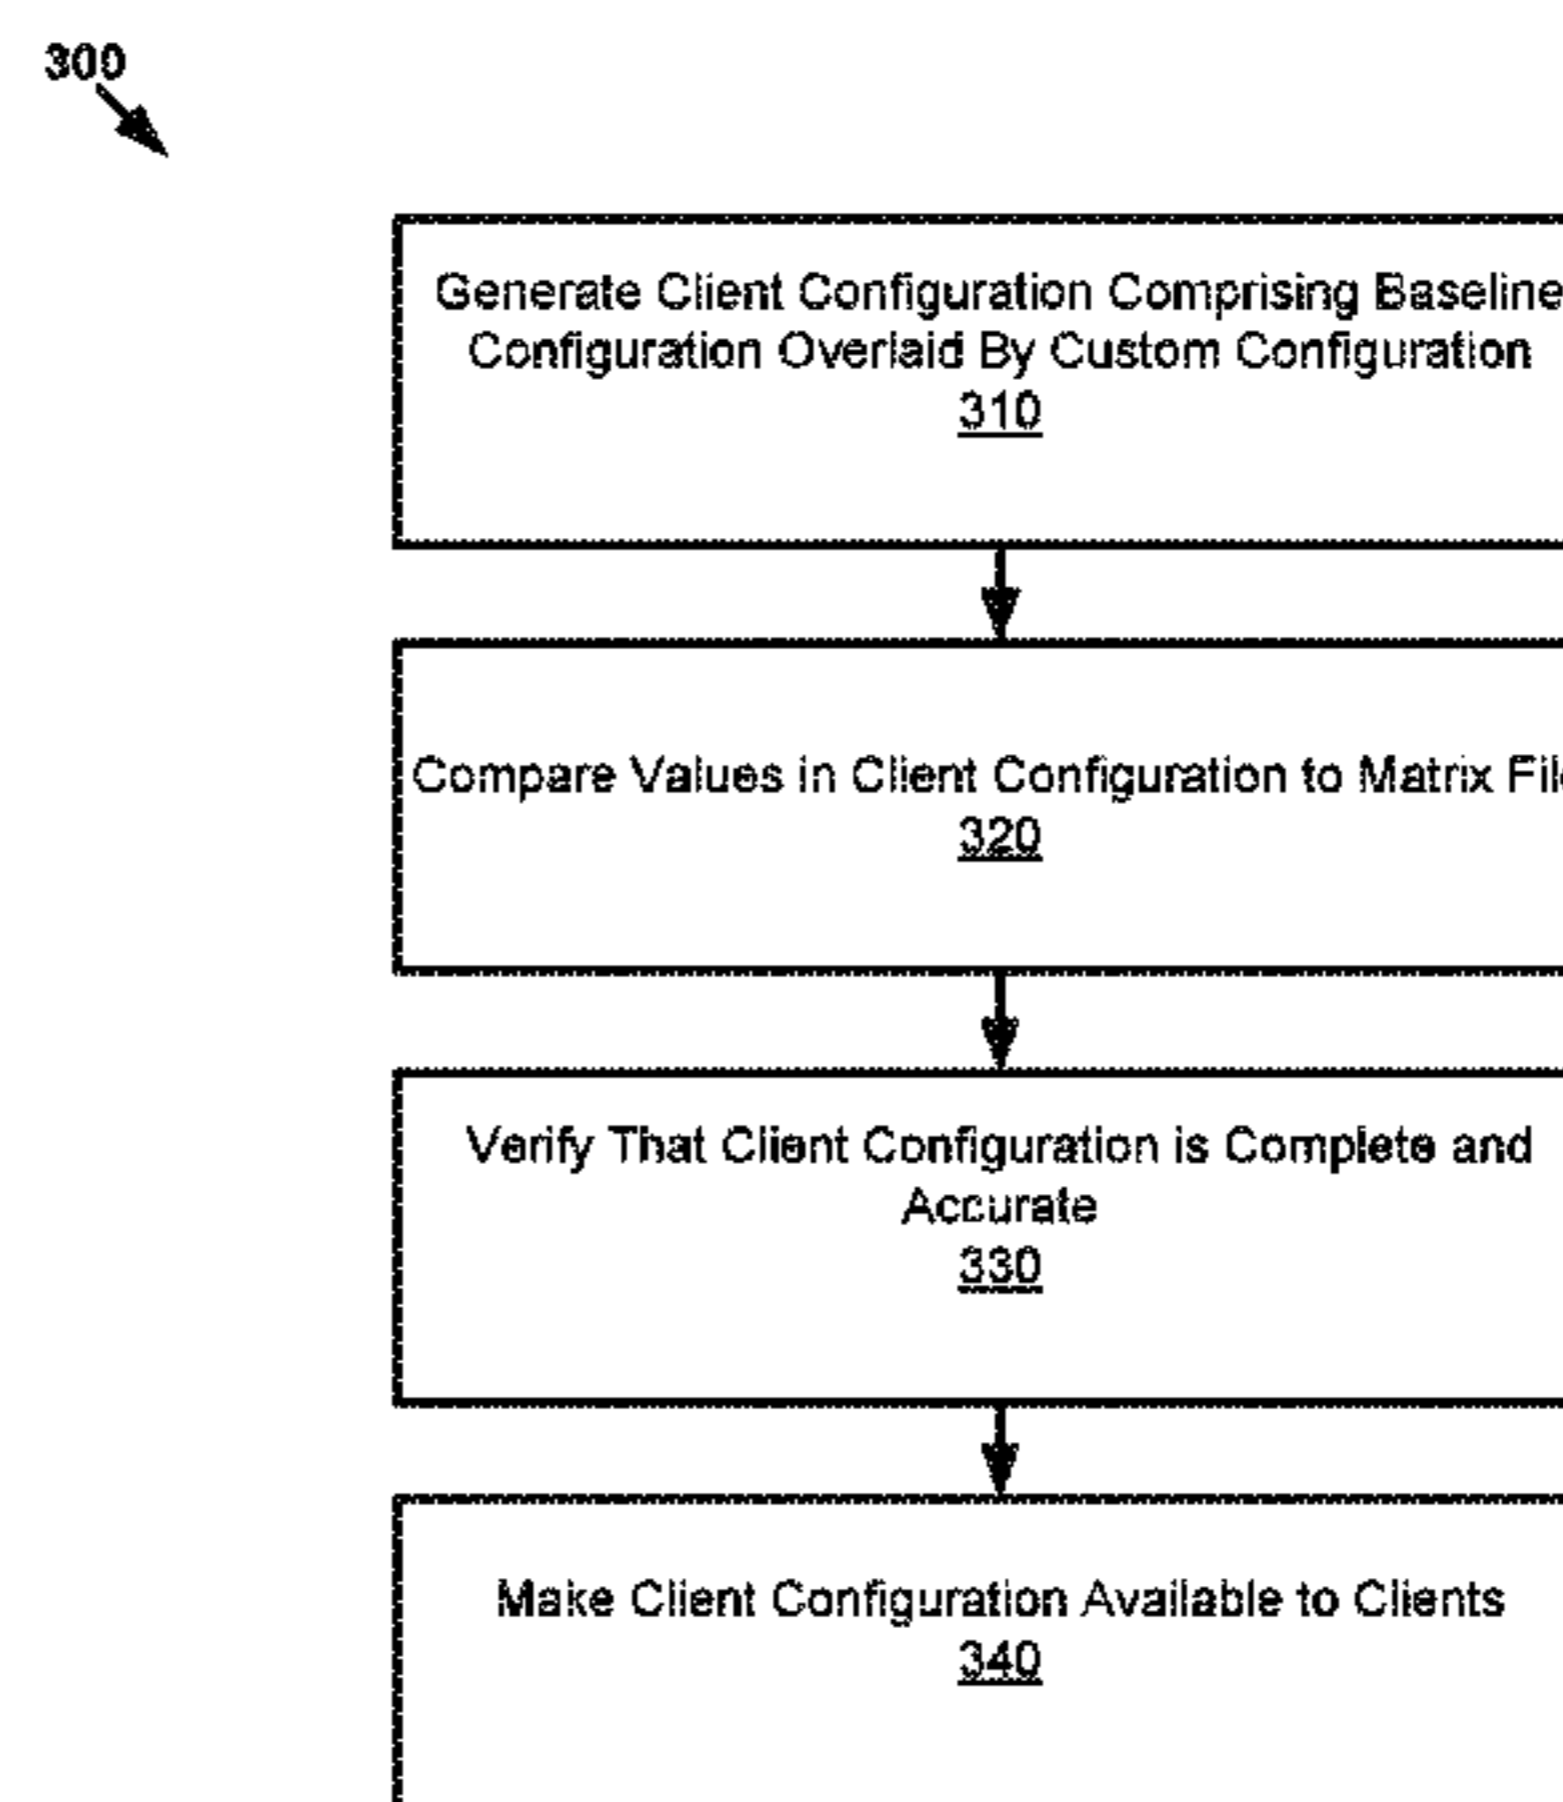 300
Generate Client Configuration Comprising Baseline
Configuration Overlaid By Custom Configuration
310
Compare Values in Client Configuration to Matrix
320
Verify That Client Configuration is Complete and
Accurate
330
Make Client Configuration Available to Clients
340